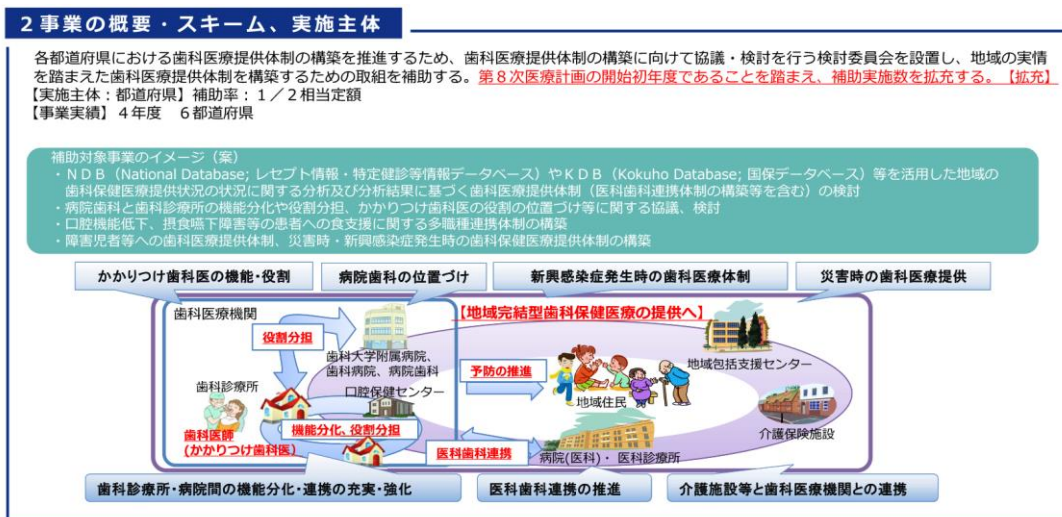 2 事業の概要・スキーム、実施主体
各都道府県における歯科医療提供体制の構築を推進するため、歯科医療提供体制の構築に向けて協議・検討を行う検討委員会を設置し、地域の実情
を踏まえた歯科医療提供体制を構築するための取組を補助する。第8次医療計画の開始初年度であることを踏まえ、補助実施数を拡充する。【拡充】
【実施主体:都道府県】補助率:1/2相当定額
【事業実績】4年度 6都道府県
補助対象事業のイメージ(案)
・NDB(National Database; レセプト情報・特定健診等情報データベース)やKDB(Kokuho Database; 国保データベース)等を活用した地域の
歯科保健医療提供状況の状況に関する分析及び分析結果に基づく歯科医療提供体制(医科歯科連携体制の構築等を含む)の検討
・病院歯科と歯科診療所の機能分化や役割分担、かかりつけ歯科医の役割の位置づけ等に関する協議、検討
・口腔機能低下、摂食嚥下障害等の患者への食支援に関する多職種連携体制の構築
・障害児者等への歯科医療提供体制、災害時・新興感染症発生時の歯科保健医療提供体制の構築
かかりつけ歯科医の機能・役割
病院歯科の位置づけ
新興感染症発生時の歯科医療体制
災害時の歯科医療提供
歯科医療機関
【地域完結型歯科保健医療の提供へ】
役割分担
歯科大学附属病院、
歯科病院、病院歯科
地域包括支援センター
予防の推進
歯科診療所
口腔保健センター
地域住民
歯科医師
(かかりつけ歯科医)
機能分化、役割分担
介護保険施設
医科歯科連携
病院(医科)・ 医科診療所
歯科診療所・病院間の機能分化・連携の充実・強化
医科歯科連携の推進
介護施設等と歯科医療機関との連携